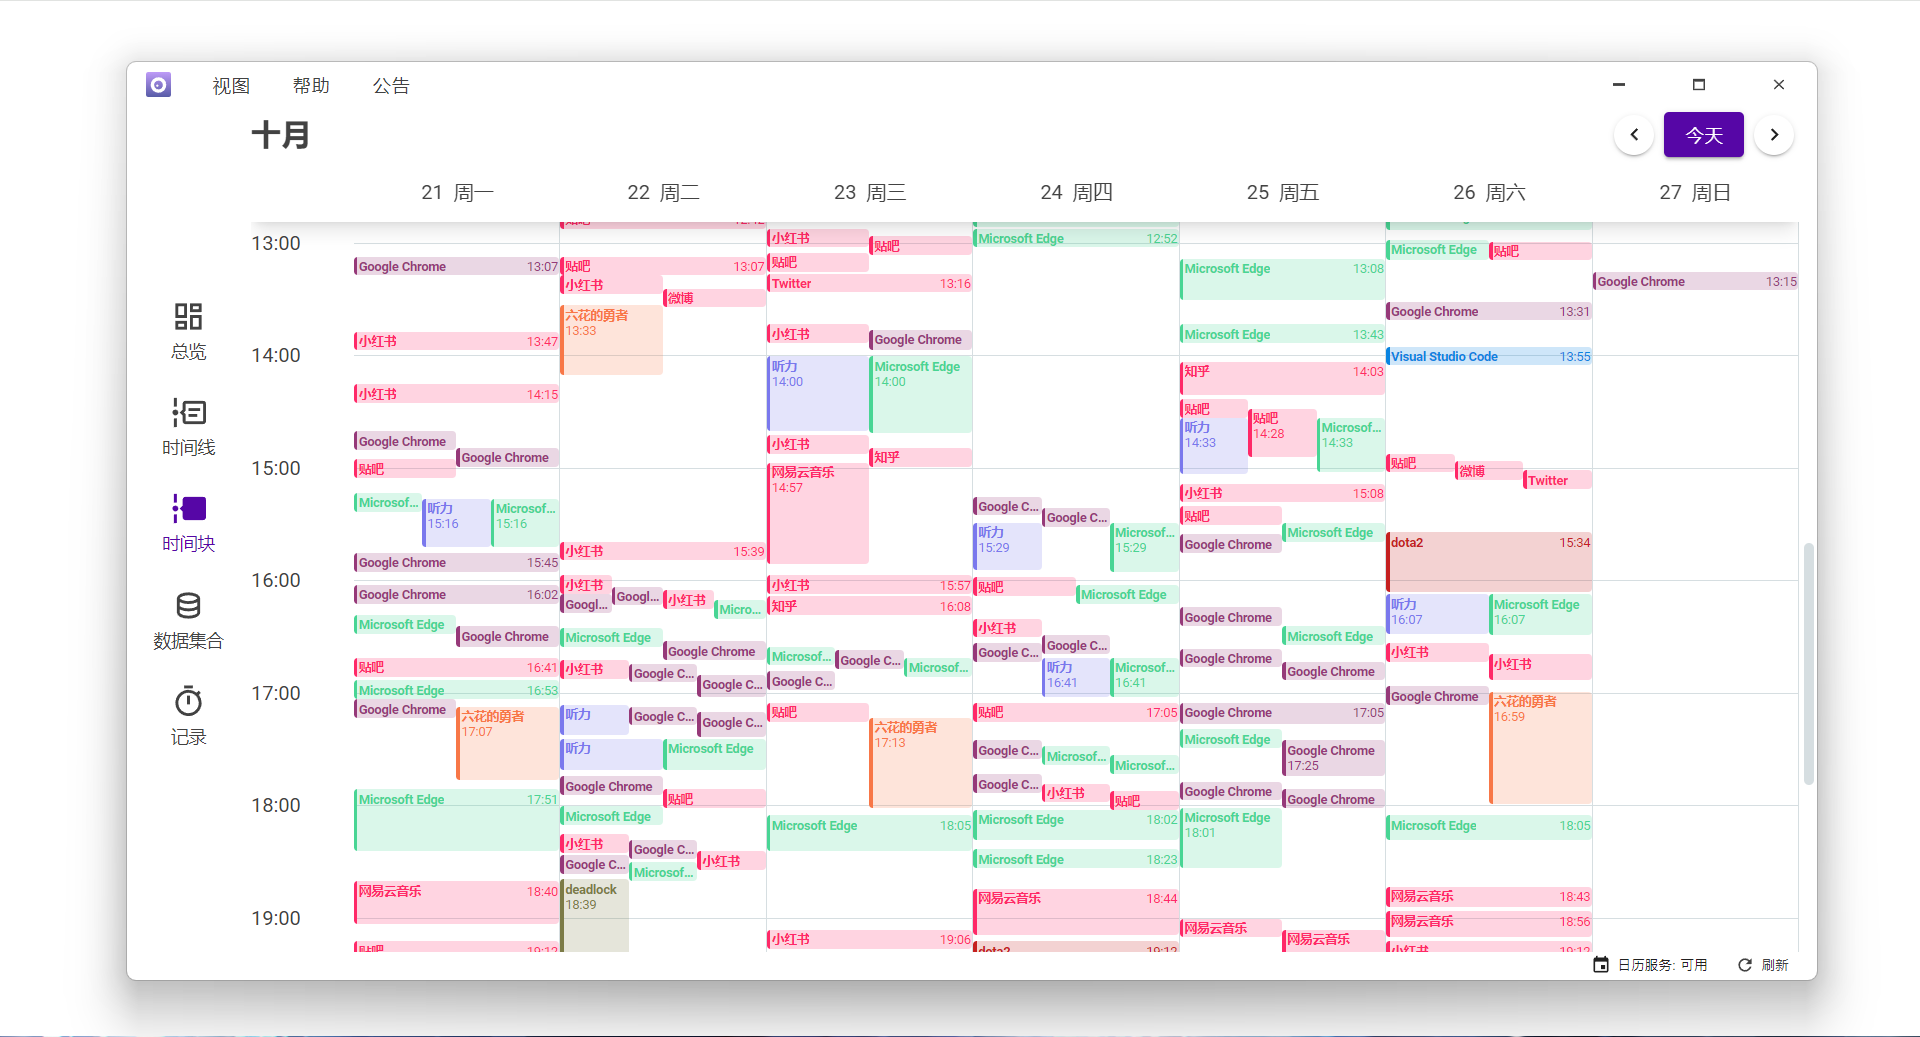 视图 帮助 公告
十月
今天
21 周一 22 周二 23 周三 24 周四 25 周五 26 周六 27 周日
总览
时间线
时间块
数据集合
记录
13:00
14:00
15:00
16:00
17:00
18:00
19:00
Google Chrome 13:07
小红书 13:47
小红书 14:15
Google Chrome
Google Chrome
贴吧
Microsof...
听力
15:16
Microsof...
15:16
Google Chrome 15:45
Google Chrome 16:02
Microsoft Edge
Google Chrome
贴吧 16:41
Microsoft Edge 16:53
Google Chrome
六花的勇者
17:07
Microsoft Edge 17:51
网易云音乐 18:40
贴吧 19:12
贴吧 12:42
贴吧 13:07
小红书
微博
六花的勇者
13:33
小红书 15:39
小红书
Googl...
Googl...
小红书
Micro...
Microsoft Edge
Google Chrome
小红书
Google C...
Google C...
听力
Google C...
Google C...
听力
Microsoft Edge
Google Chrome
贴吧
Microsoft Edge
小红书
Google C...
小红书
Google C...
Microsof...
deadlock
18:39
小红书
贴吧
贴吧
Twitter 13:16
小红书
Google Chrome
听力
14:00
Microsoft Edge
14:00
小红书
知乎
网易云音乐
14:57
小红书 15:57
知乎 16:08
Microsof...
Google C...
Microsof...
Google C...
贴吧
六花的勇者
17:13
Microsoft Edge 18:05
小红书 19:06
Microsoft Edge 12:52
Google C...
Google C...
听力
15:29
Microsof...
15:29
贴吧
Microsoft Edge
小红书
Google C...
Google C...
听力
16:41
Microsof...
16:41
贴吧 17:05
Google C...
Microsof...
Microsof...
Google C...
小红书
贴吧
Microsoft Edge 18:02
Microsoft Edge 18:23
网易云音乐 18:44
dota2 19:12
Microsoft Edge 13:08
Microsoft Edge 13:43
知乎 14:03
贴吧
贴吧
14:28
听力
14:33
Microsof...
14:33
小红书 15:08
贴吧
Microsoft Edge
Google Chrome
Google Chrome
Microsoft Edge
Google Chrome
Google Chrome
Google Chrome 17:05
Microsoft Edge
Google Chrome
17:25
Google Chrome
Google Chrome
Microsoft Edge
18:01
网易云音乐
网易云音乐
Microsoft Edge
贴吧
Google Chrome 13:31
Visual Studio Code 13:55
贴吧
微博
Twitter
dota2 15:34
听力
16:07
Microsoft Edge
16:07
小红书
小红书
Google Chrome
六花的勇者
16:59
Microsoft Edge 18:05
网易云音乐 18:43
网易云音乐 18:56
小红书 19:12
Google Chrome 13:15
日历服务: 可用 刷新